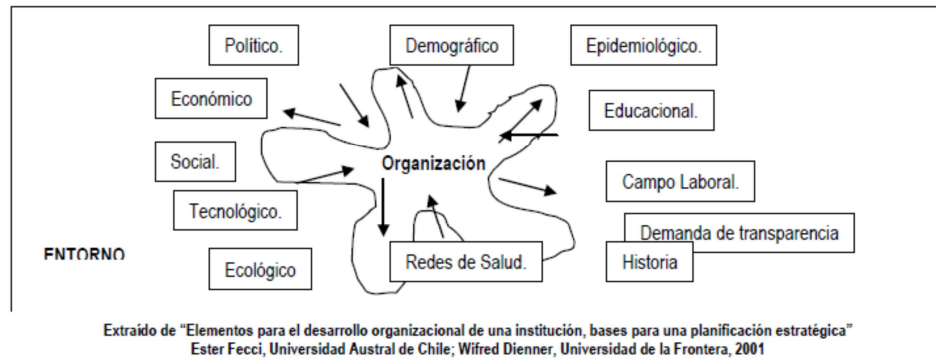 Político.
Demográfico
Epidemiológico.
Económico
Educacional.
Social.
Organización
Campo Laboral.
Tecnológico.
Demanda de transparencia
ENTORNO
Ecológico
Redes de Salud.
Historia
Extraído de “Elementos para el desarrollo organizacional de una institución, bases para una planificación estratégica”
Ester Fecci, Universidad Austral de Chile; Wifred Dienner, Universidad de la Frontera, 2001